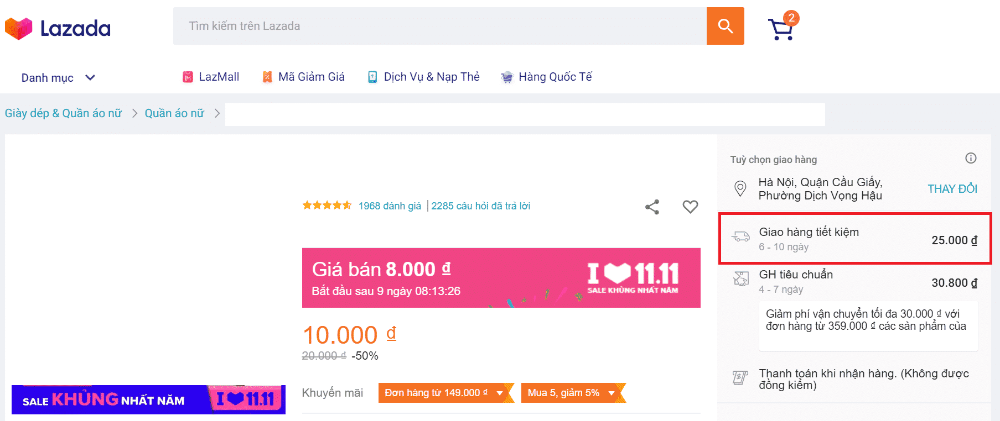 Lazada
Tìm kiếm trên Lazada
2
Danh mục
LazMall
Mã Giảm Giá
Dịch Vụ & Nạp Thẻ
Hàng Quốc Tế
Giày dép & Quần áo nữ > Quần áo nữ >
1968 đánh giá | 2285 câu hỏi đã trả lời
Giá bán 8.000 ₫
Bắt đầu sau 9 ngày 08:13:26
I 11.11
SALE KHỦNG NHẤT NĂM
10.000 ₫
20.000 ₫ -50%
Khuyến mãi
Đơn hàng từ 149.000 ₫
Mua 5, giảm 5%
SALE KHỦNG NHẤT NĂM
I 11.11
Tuỳ chọn giao hàng
Hà Nội, Quận Cầu Giấy,
Phường Dịch Vọng Hậu
THAY ĐỔI
Giao hàng tiết kiệm
6 - 10 ngày
25.000 ₫
GH tiêu chuẩn
4 - 7 ngày
30.800 ₫
Giảm phí vận chuyển tối đa 30.000 ₫ với
đơn hàng từ 359.000 ₫ các sản phẩm của
Thanh toán khi nhận hàng. (Không được
đồng kiểm)